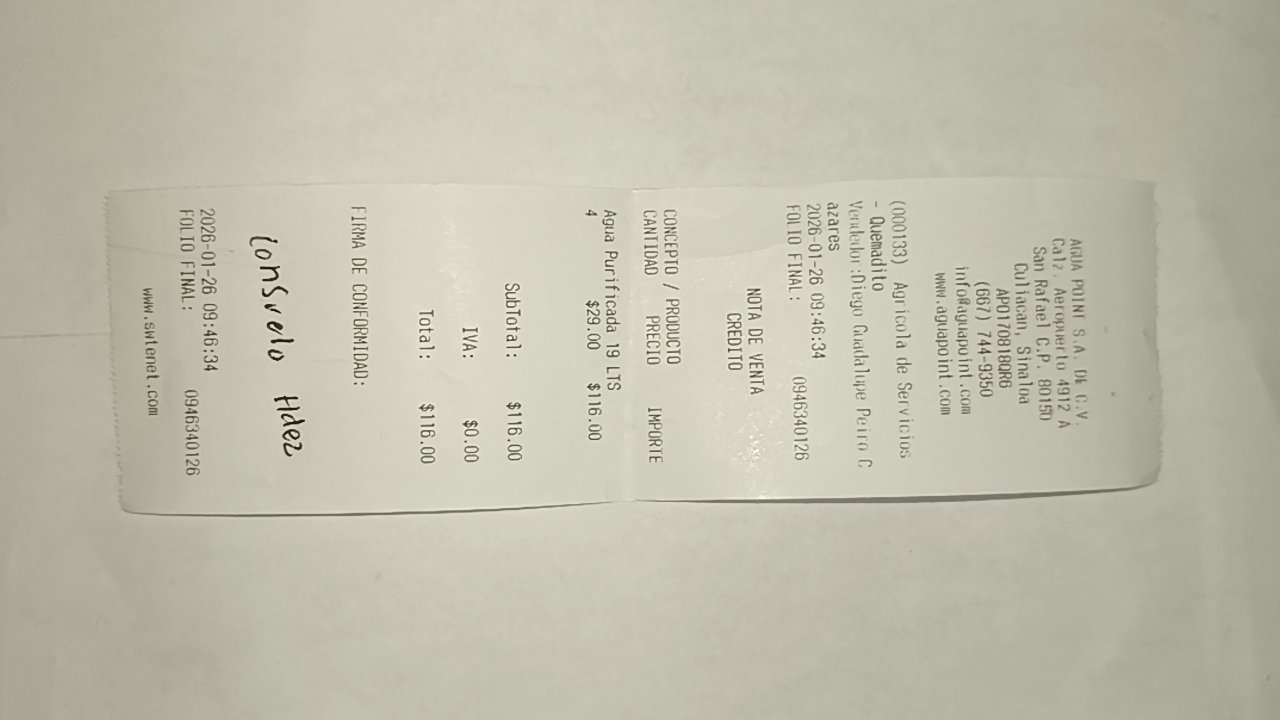 AGUA POINT S.A. DE C.V.
Calz. Aeropuerto 4912 A
San Rafael C.P. 80150
Culiacan, Sinaloa
APO170818QR6
(667) 744-9350
info@aguapoint.com
www.aguapoint.com
(000133) Agricola de Servicios
- Quemadito
Vendedor:Diego Guadalupe Peiro C
azares
2026-01-26 09:46:34
FOLIO FINAL: 0946340126
NOTA DE VENTA
CREDITO
CONCEPTO / PRODUCTO
CANTIDAD PRECIO IMPORTE
Agua Purificada 19 LTS
4 $29.00 $116.00
SubTotal: $116.00
IVA: $0.00
Total: $116.00
FIRMA DE CONFORMIDAD:
Consuelo Hdez
2026-01-26 09:46:34
FOLIO FINAL: 0946340126
www.swtenet.com